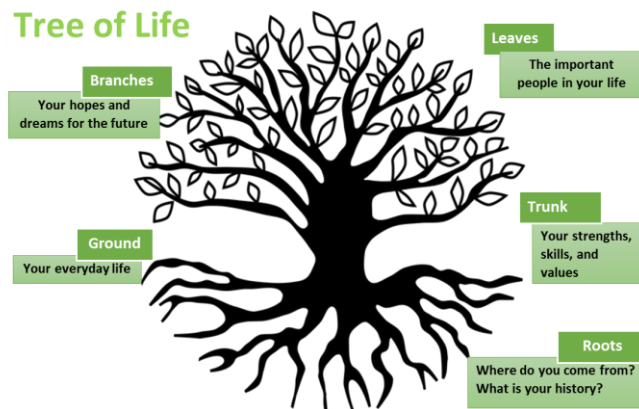 Tree of Life
Leaves
The important
people in your life
Branches
Your hopes and
dreams for the future
Trunk
Your strengths,
skills, and
values
Ground
Your everyday life
Roots
Where do you come from?
What is your history?